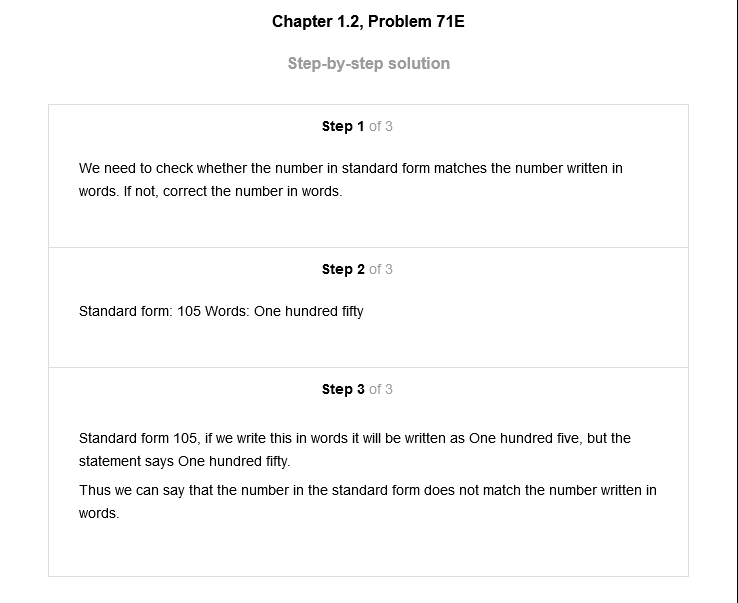 Chapter 1.2, Problem 71E
Step-by-step solution
Step 1 of 3
We need to check whether the number in standard form matches the number written in
words. If not, correct the number in words.
Step 2 of 3
Standard form: 105 Words: One hundred fifty
Step 3 of 3
Standard form 105, if we write this in words it will be written as One hundred five, but the
statement says One hundred fifty.
Thus we can say that the number in the standard form does not match the number written in
words.